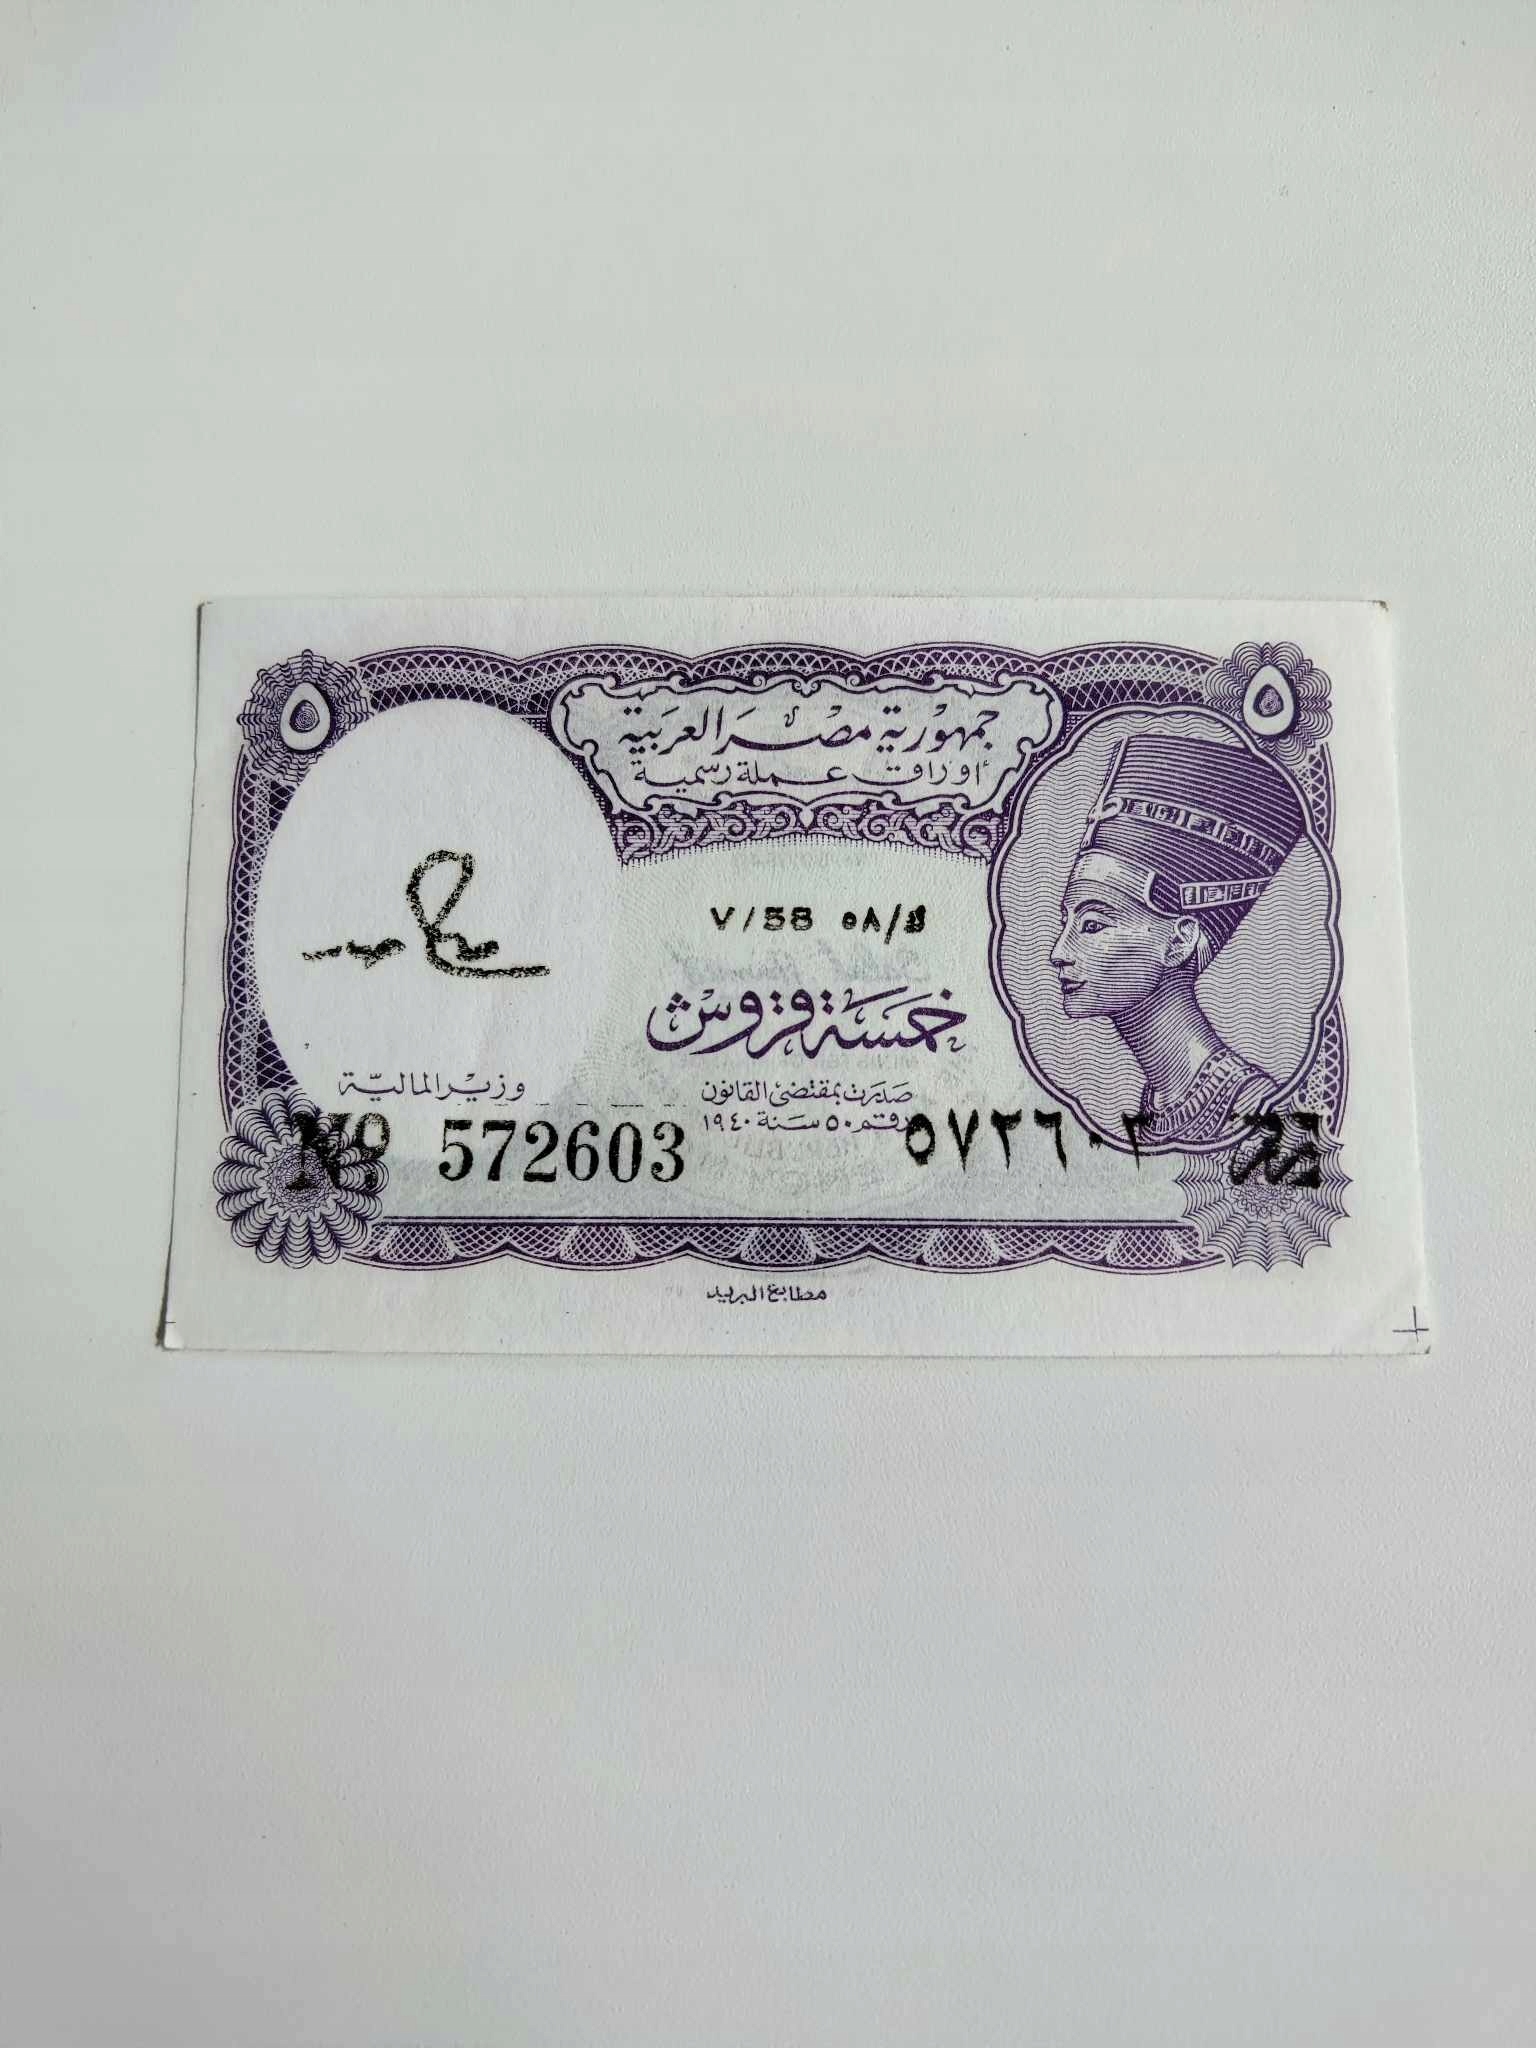 ٥ ٥
جمهورية مصر العربية
أوراق عملة رسمية
V/58 ٥٨/ك
خمسة قروش
وزير المالية
صدرت بمقتضى القانون
رقم ٥٠ سنة ١٩٤٠
Nº 572603 ٥٧٢٦٠٣
مطابع البريد